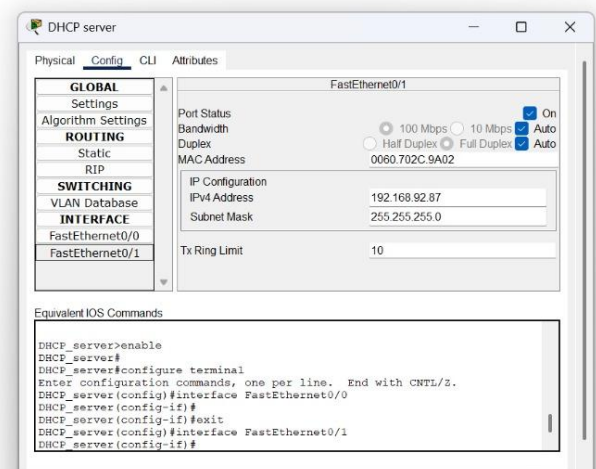 DHCP server
Physical Config CLI Attributes
GLOBAL
Settings
Algorithm Settings
ROUTING
Static
RIP
SWITCHING
VLAN Database
INTERFACE
FastEthernet0/0
FastEthernet0/1
FastEthernet0/1
Port Status On
Bandwidth 100 Mbps 10 Mbps Auto
Duplex Half Duplex Full Duplex Auto
MAC Address 0060.702C.9A02
IP Configuration
IPv4 Address 192.168.92.87
Subnet Mask 255.255.255.0
Tx Ring Limit 10
Equivalent IOS Commands
DHCP_server>enable
DHCP_server#
DHCP_server#configure terminal
Enter configuration commands, one per line. End with CNTL/Z.
DHCP_server(config)#interface FastEthernet0/0
DHCP_server(config-if)#
DHCP_server(config-if)#exit
DHCP_server(config)#interface FastEthernet0/1
DHCP_server(config-if)#